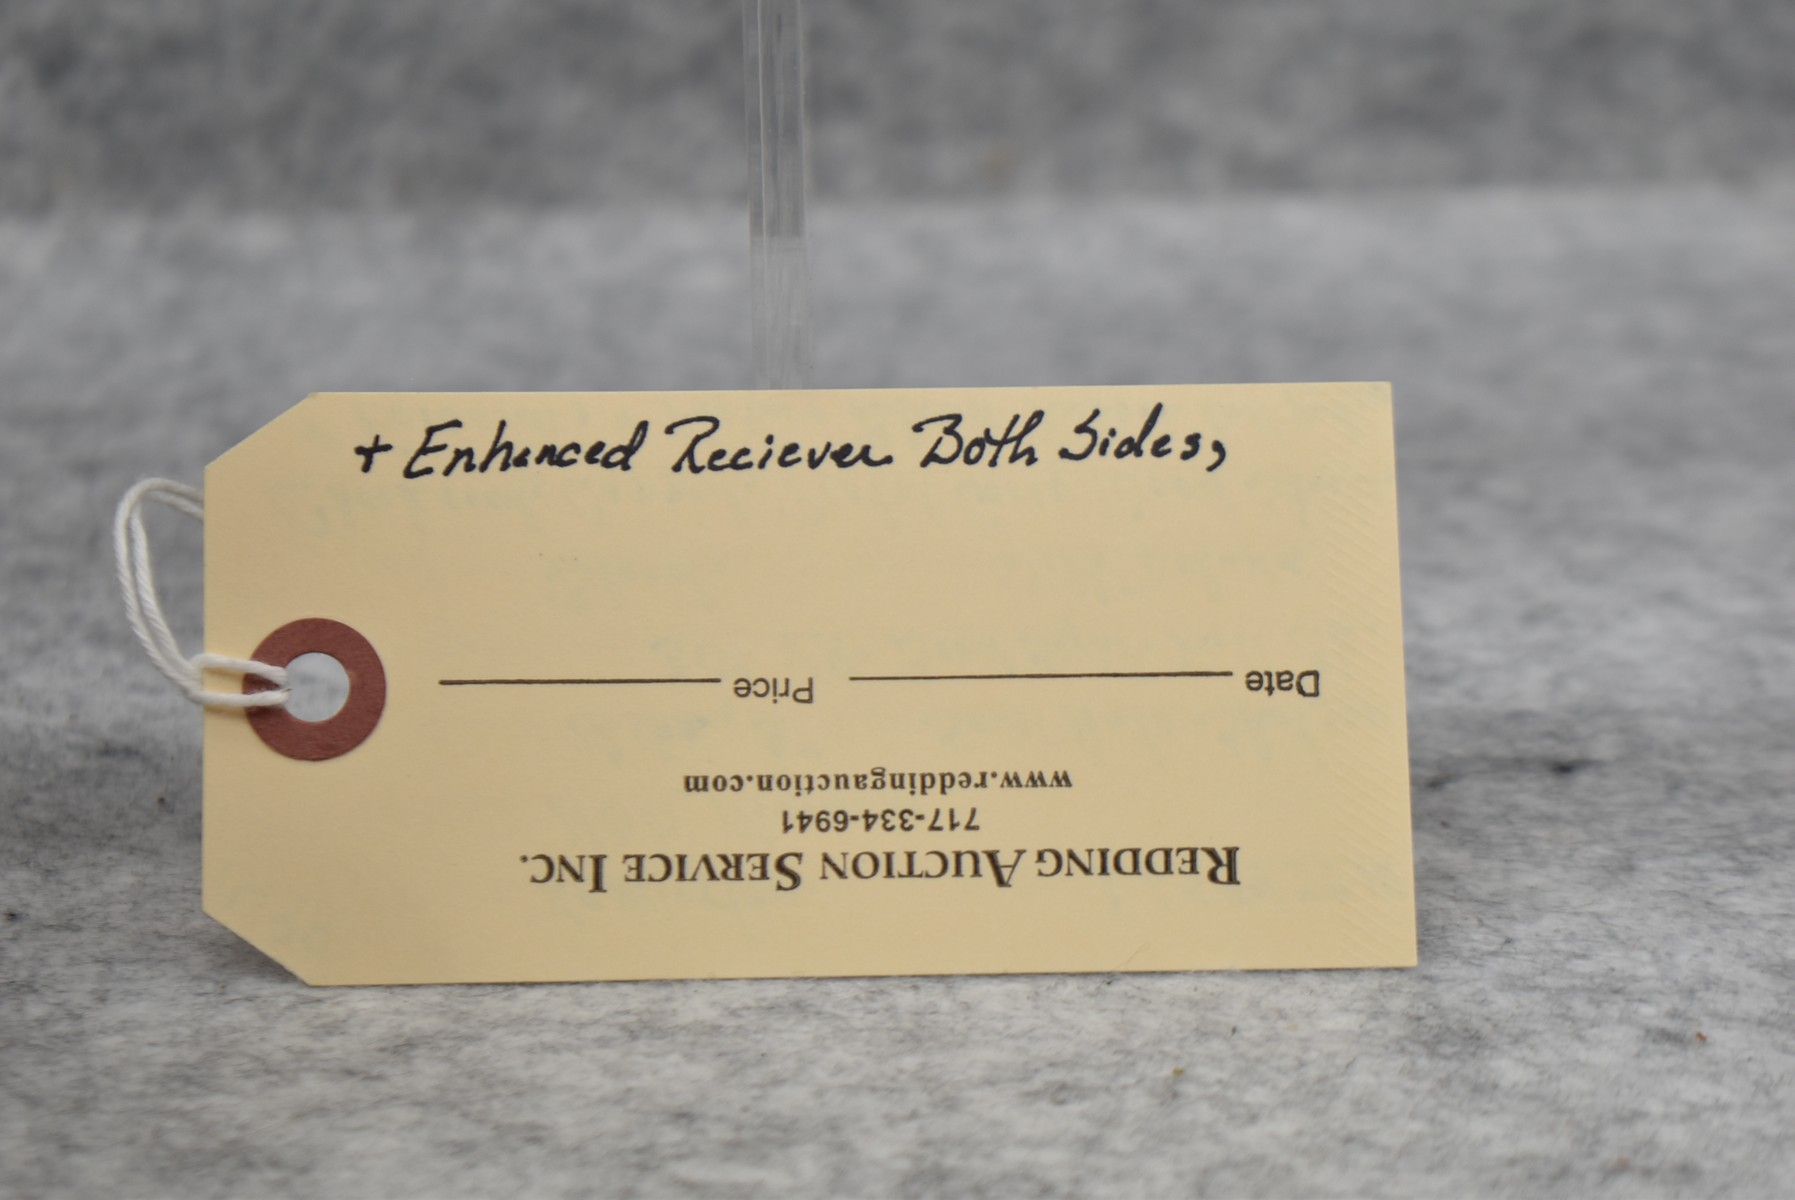 + Enhanced Reciever Both Sides,
REDDING AUCTION SERVICE INC.
717-334-6941
www.reddingauction.com
Date Price